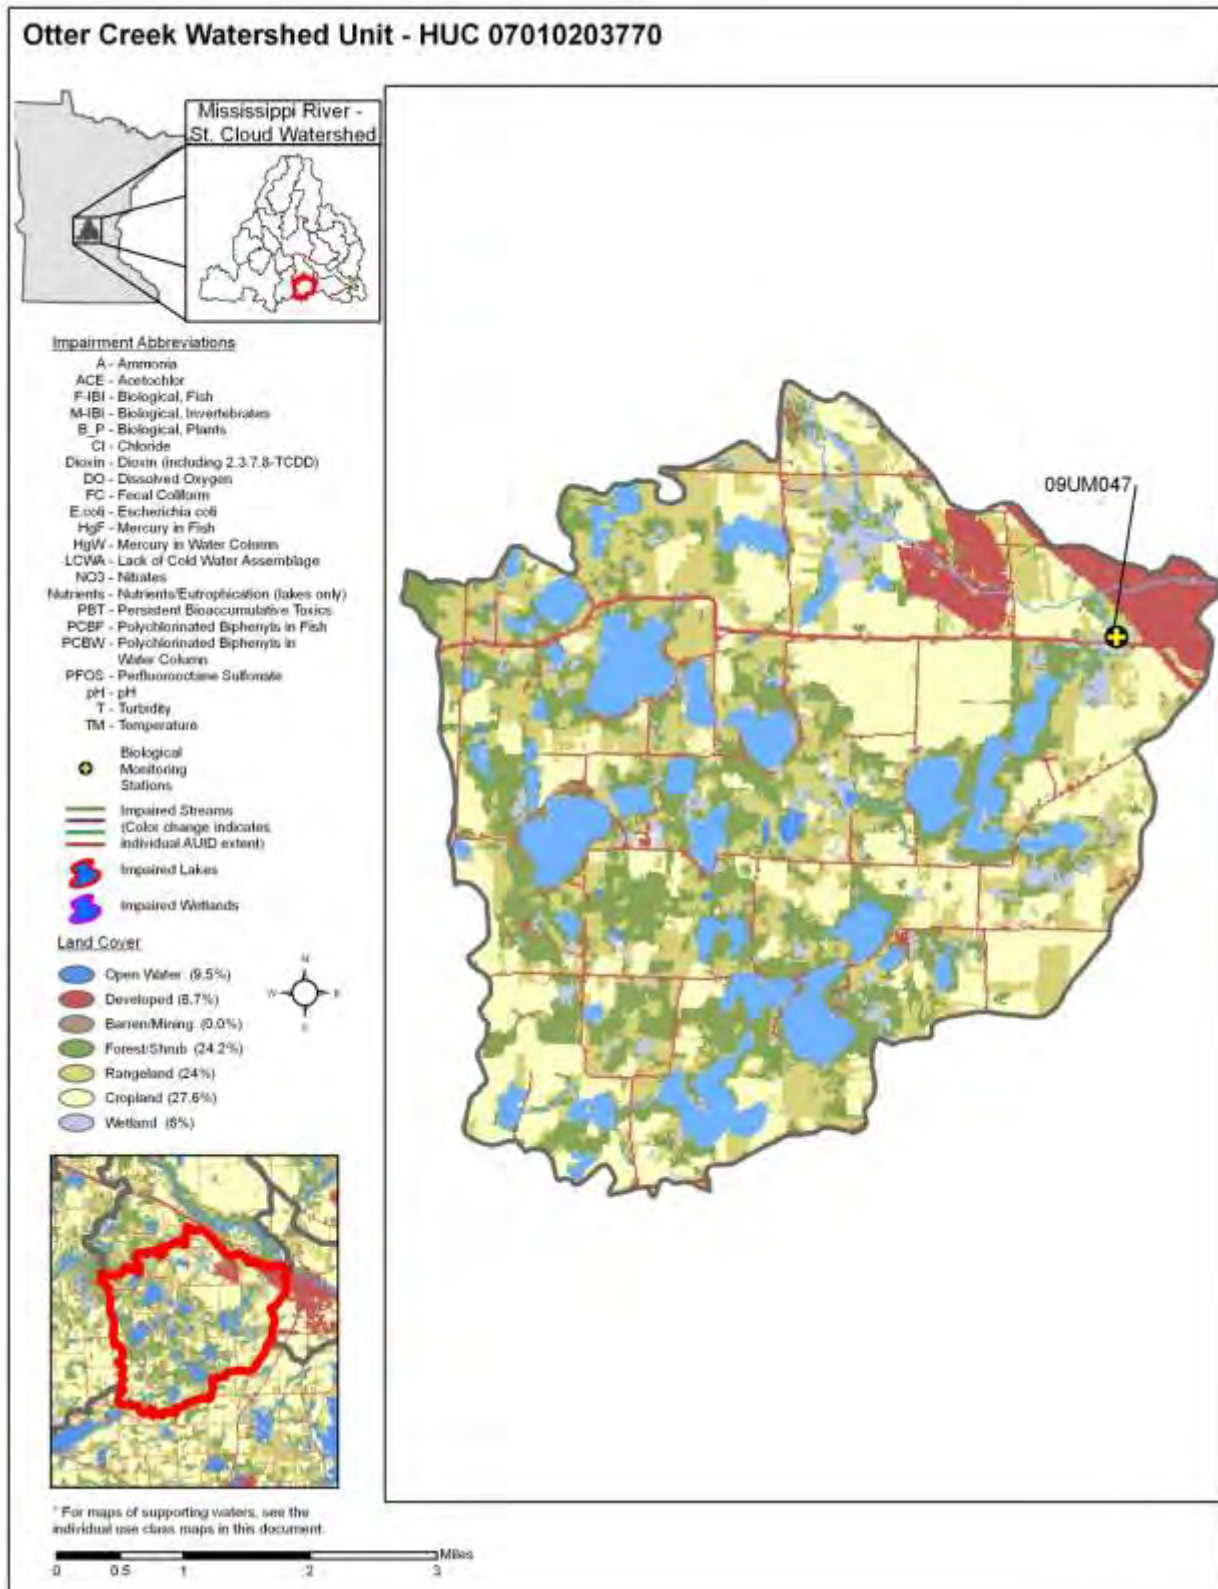 Otter Creek Watershed Unit - HUC 07010203770
Mississippi River -
St. Cloud Watershed
Impairment Abbreviations
A - Ammonia
ACE - Acetochlor
F-IBI - Biological, Fish
M-IBI - Biological, Invertebrates
B_P - Biological, Plants
Cl - Chloride
Dioxin - Dioxin (including 2.3.7.8-TCDD)
DO - Dissolved Oxygen
FC - Fecal Coliform
E.coli - Escherichia coli
HgF - Mercury in Fish
HgW - Mercury in Water Column
LCWA - Lack of Cold Water Assemblage
NO3 - Nitrates
Nutrients - Nutrients/Eutrophication (lakes only)
PBT - Persistent Bioaccumulative Toxics
PCBF - Polychlorinated Biphenyls in Fish
PCBW - Polychlorinated Biphenyls in
Water Column
PFOS - Perfluorooctane Sulfonate
pH - pH
T - Turbidity
TM - Temperature
Biological
Monitoring
Stations
Impaired Streams
(Color change indicates
individual AUID extent)
Impaired Lakes
Impaired Wetlands
Land Cover
Open Water (9.5%)
Developed (8.7%)
Barren/Mining (0.0%)
Forest/Shrub (24.2%)
Rangeland (24%)
Cropland (27.6%)
Wetland (6%)
N
W
E
S
09UM047
* For maps of supporting waters, see the
individual use class maps in this document.
Miles
0 0.5 1 2 3